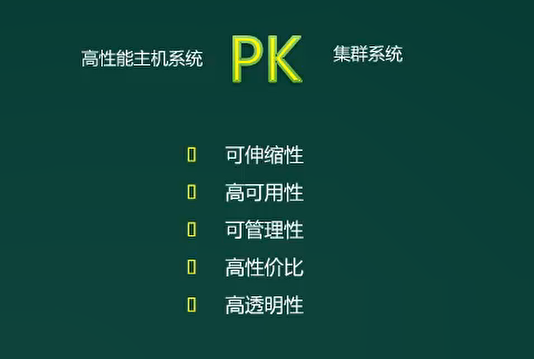 高性能主机系统 PK 集群系统
可伸缩性
高可用性
可管理性
高性价比
高透明性